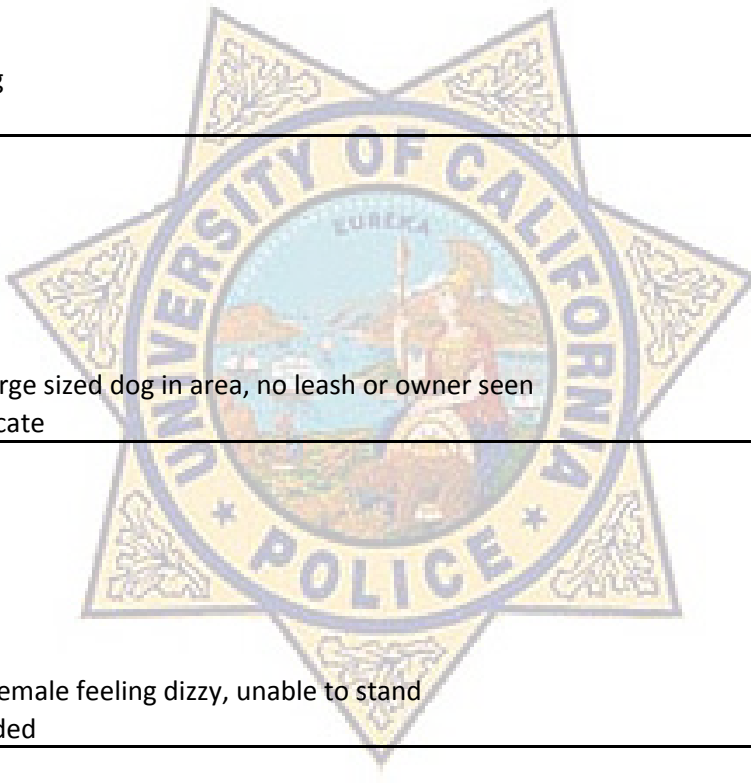 UNIVERSITY OF CALIFORNIA
EUREKA
rge sized dog in area, no leash or owner seen
cate
POLICE
emale feeling dizzy, unable to stand
ded